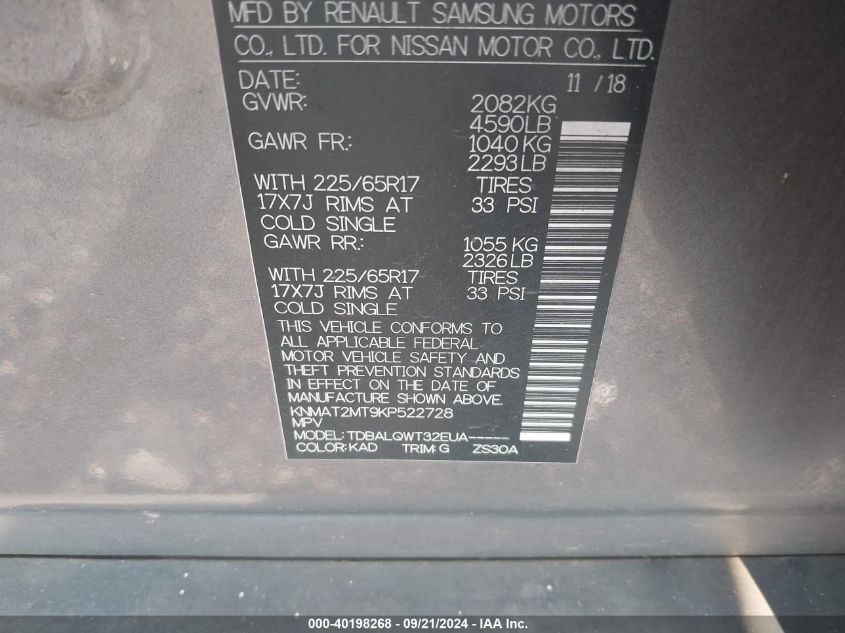 MFD BY RENAULT SAMSUNG MOTORS
CO., LTD. FOR NISSAN MOTOR CO., LTD.
DATE: 11 / 18
GVWR: 2082KG
4590LB
GAWR FR.: 1040 KG
2293LB
WITH 225/65R17 TIRES
17X7J RIMS AT 33 PSI
COLD SINGLE
GAWR RR.: 1055 KG
2326LB
WITH 225/65R17 TIRES
17X7J RIMS AT 33 PSI
COLD SINGLE
THIS VEHICLE CONFORMS TO
ALL APPLICABLE FEDERAL
MOTOR VEHICLE SAFETY AND
THEFT PREVENTION STANDARDS
IN EFFECT ON THE DATE OF
MANUFACTURE SHOWN ABOVE.
KNMAT2MT9KP522728
MPV
MODEL: TDBALQWT32EUA-----
COLOR: KAD TRIM: G ZS30A
000-40198268 - 09/21/2024 - IAA Inc.